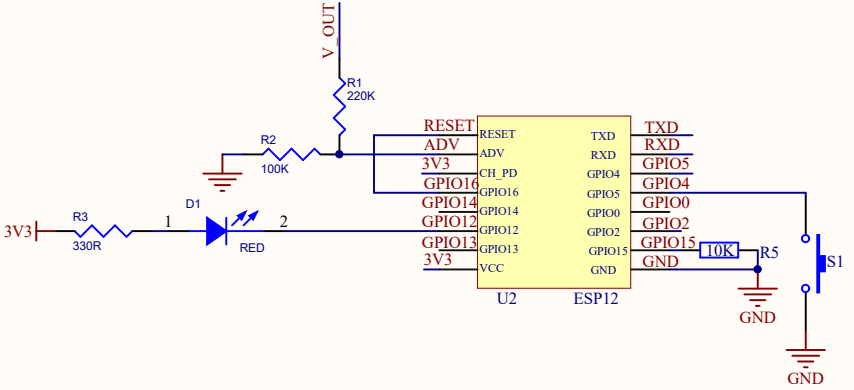 V_OUT
R1
220K
R2
100K
RESET
ADV
3V3
GPIO16
GPIO14
GPIO12
GPIO13
3V3
RESET
ADV
CH_PD
GPIO16
GPIO14
GPIO12
GPIO13
VCC
TXD
RXD
GPIO4
GPIO5
GPIO0
GPIO2
GPIO15
GND
TXD
RXD
GPIO5
GPIO4
GPIO0
GPIO2
GPIO15
GND
U2
ESP12
3V3
R3
330R
1
D1
RED
2
10K
R5
GND
S1
GND